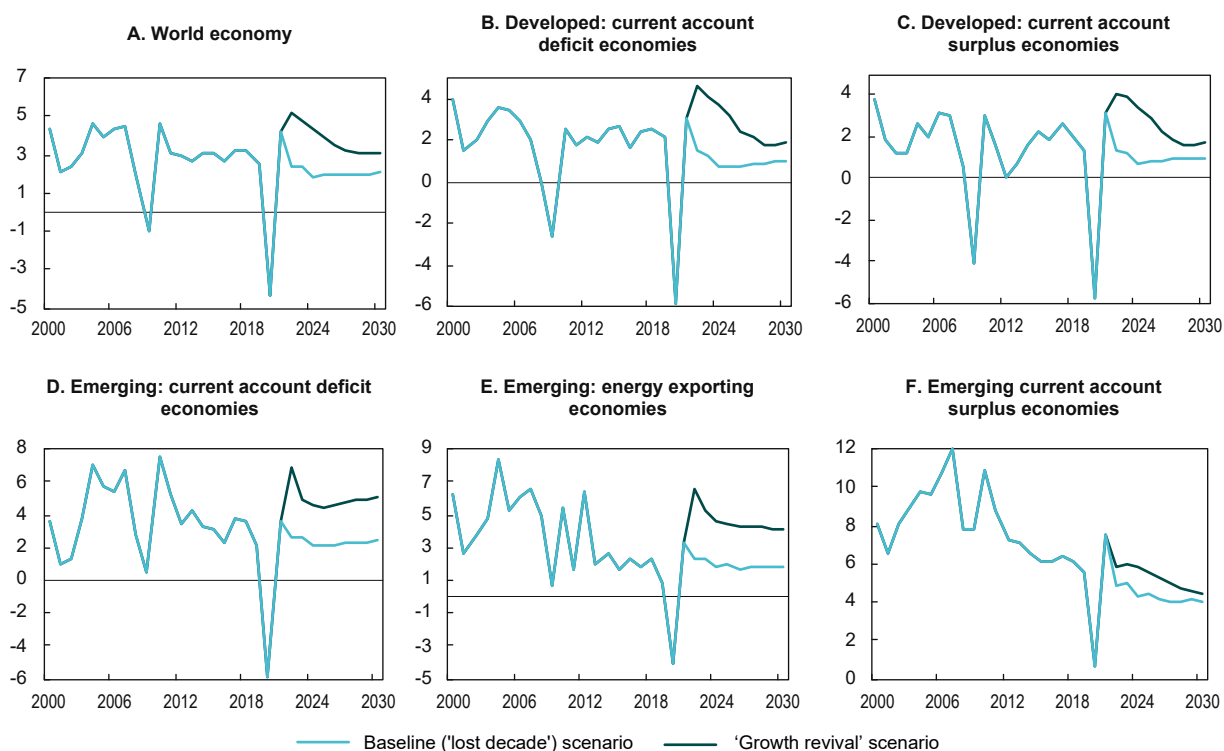 A. World economy
7
5
3
1
-1
-3
-5
2000 2006 2012 2018 2024 2030
B. Developed: current account
deficit economies
4
2
0
-2
-4
-6
2000 2006 2012 2018 2024 2030
C. Developed: current account
surplus economies
4
2
0
-2
-4
-6
2000 2006 2012 2018 2024 2030
D. Emerging: current account deficit
economies
8
6
4
2
0
-2
-4
-6
2000 2006 2012 2018 2024 2030
E. Emerging: energy exporting
economies
9
7
5
3
1
-1
-3
-5
2000 2006 2012 2018 2024 2030
F. Emerging current account
surplus economies
12
10
8
6
4
2
0
2000 2006 2012 2018 2024 2030
Baseline ('lost decade') scenario
‘Growth revival’ scenario